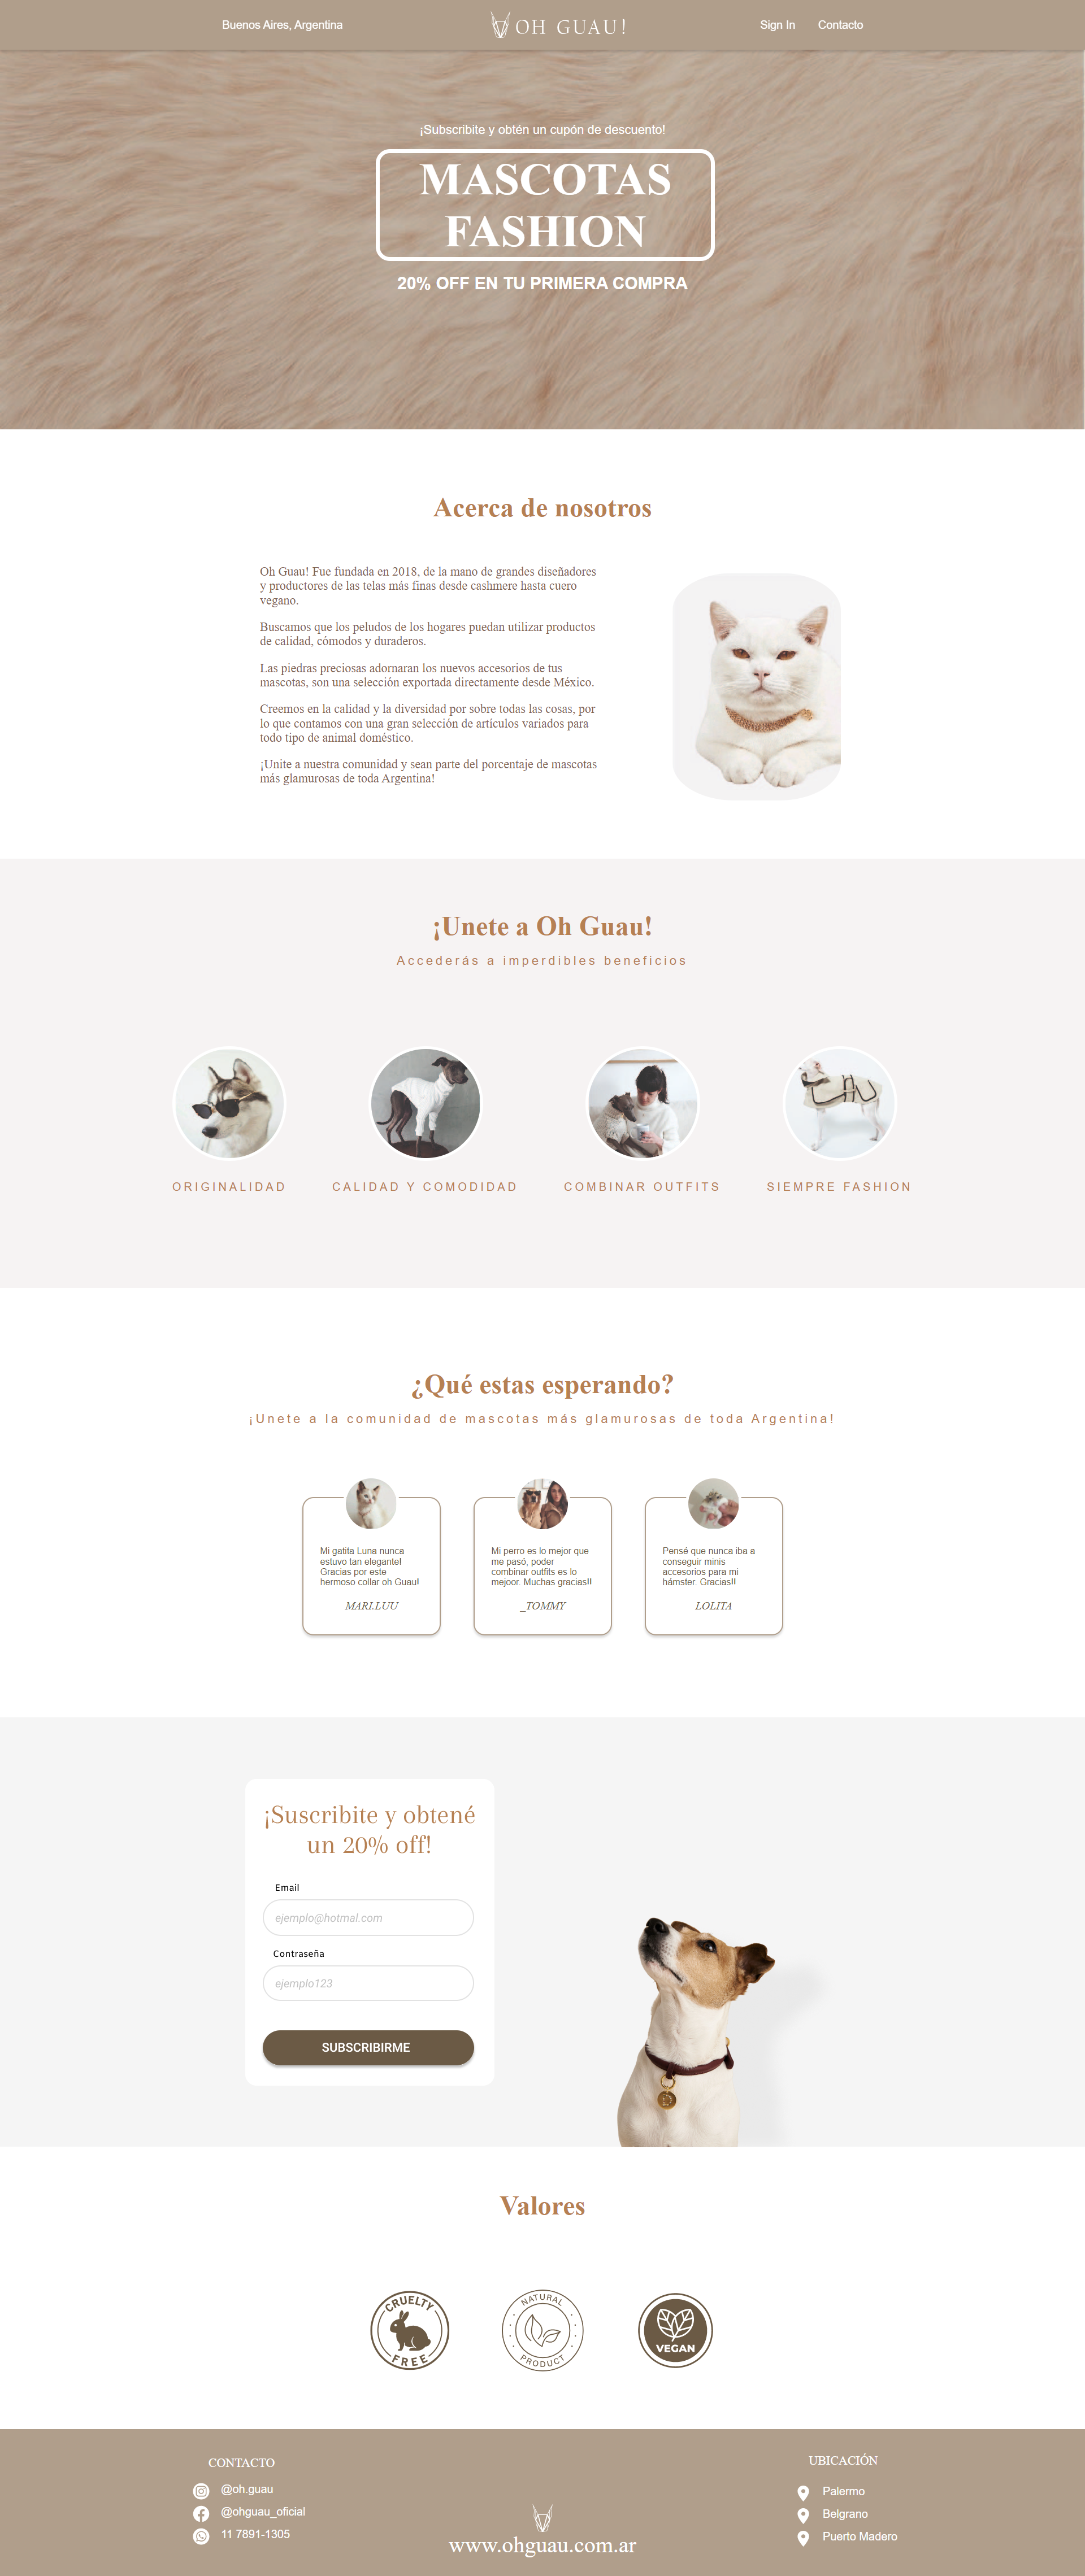 Buenos Aires, Argentina
OH GUAU!
Sign In
Contacto
¡Subscribite y obtén un cupón de descuento!
MASCOTAS
FASHION
20% OFF EN TU PRIMERA COMPRA
Acerca de nosotros
Oh Guau! Fue fundada en 2018, de la mano de grandes diseñadores
y productores de las telas más finas desde cashmere hasta cuero
vegano.
Buscamos que los peludos de los hogares puedan utilizar productos
de calidad, cómodos y duraderos.
Las piedras preciosas adornaran los nuevos accesorios de tus
mascotas, son una selección exportada directamente desde México.
Creemos en la calidad y la diversidad por sobre todas las cosas, por
lo que contamos con una gran selección de artículos variados para
todo tipo de animal doméstico.
¡Unite a nuestra comunidad y sean parte del porcentaje de mascotas
más glamurosas de toda Argentina!
¡Unete a Oh Guau!
Accederás a imperdibles beneficios
ORIGINALIDAD
CALIDAD Y COMODIDAD
COMBINAR OUTFITS
SIEMPRE FASHION
¿Qué estas esperando?
¡Unete a la comunidad de mascotas más glamurosas de toda Argentina!
Mi gatita Luna nunca
estuvo tan elegante!
Gracias por este
hermoso collar oh Guau!
MARI.LUU
Mi perro es lo mejor que
me pasó, poder
combinar outfits es lo
mejoor. Muchas gracias!!
_TOMMY
Pensé que nunca iba a
conseguir minis
accesorios para mi
hámster. Gracias!!
LOLITA
¡Suscribite y obtené
un 20% off!
Email
ejemplo@hotmal.com
Contraseña
ejemplo123
SUBSCRIBIRME
Valores
CRUELTY
FREE
NATURAL
PRODUCT
VEGAN
CONTACTO
@oh.guau
@ohguau_oficial
11 7891-1305
www.ohguau.com.ar
UBICACIÓN
Palermo
Belgrano
Puerto Madero